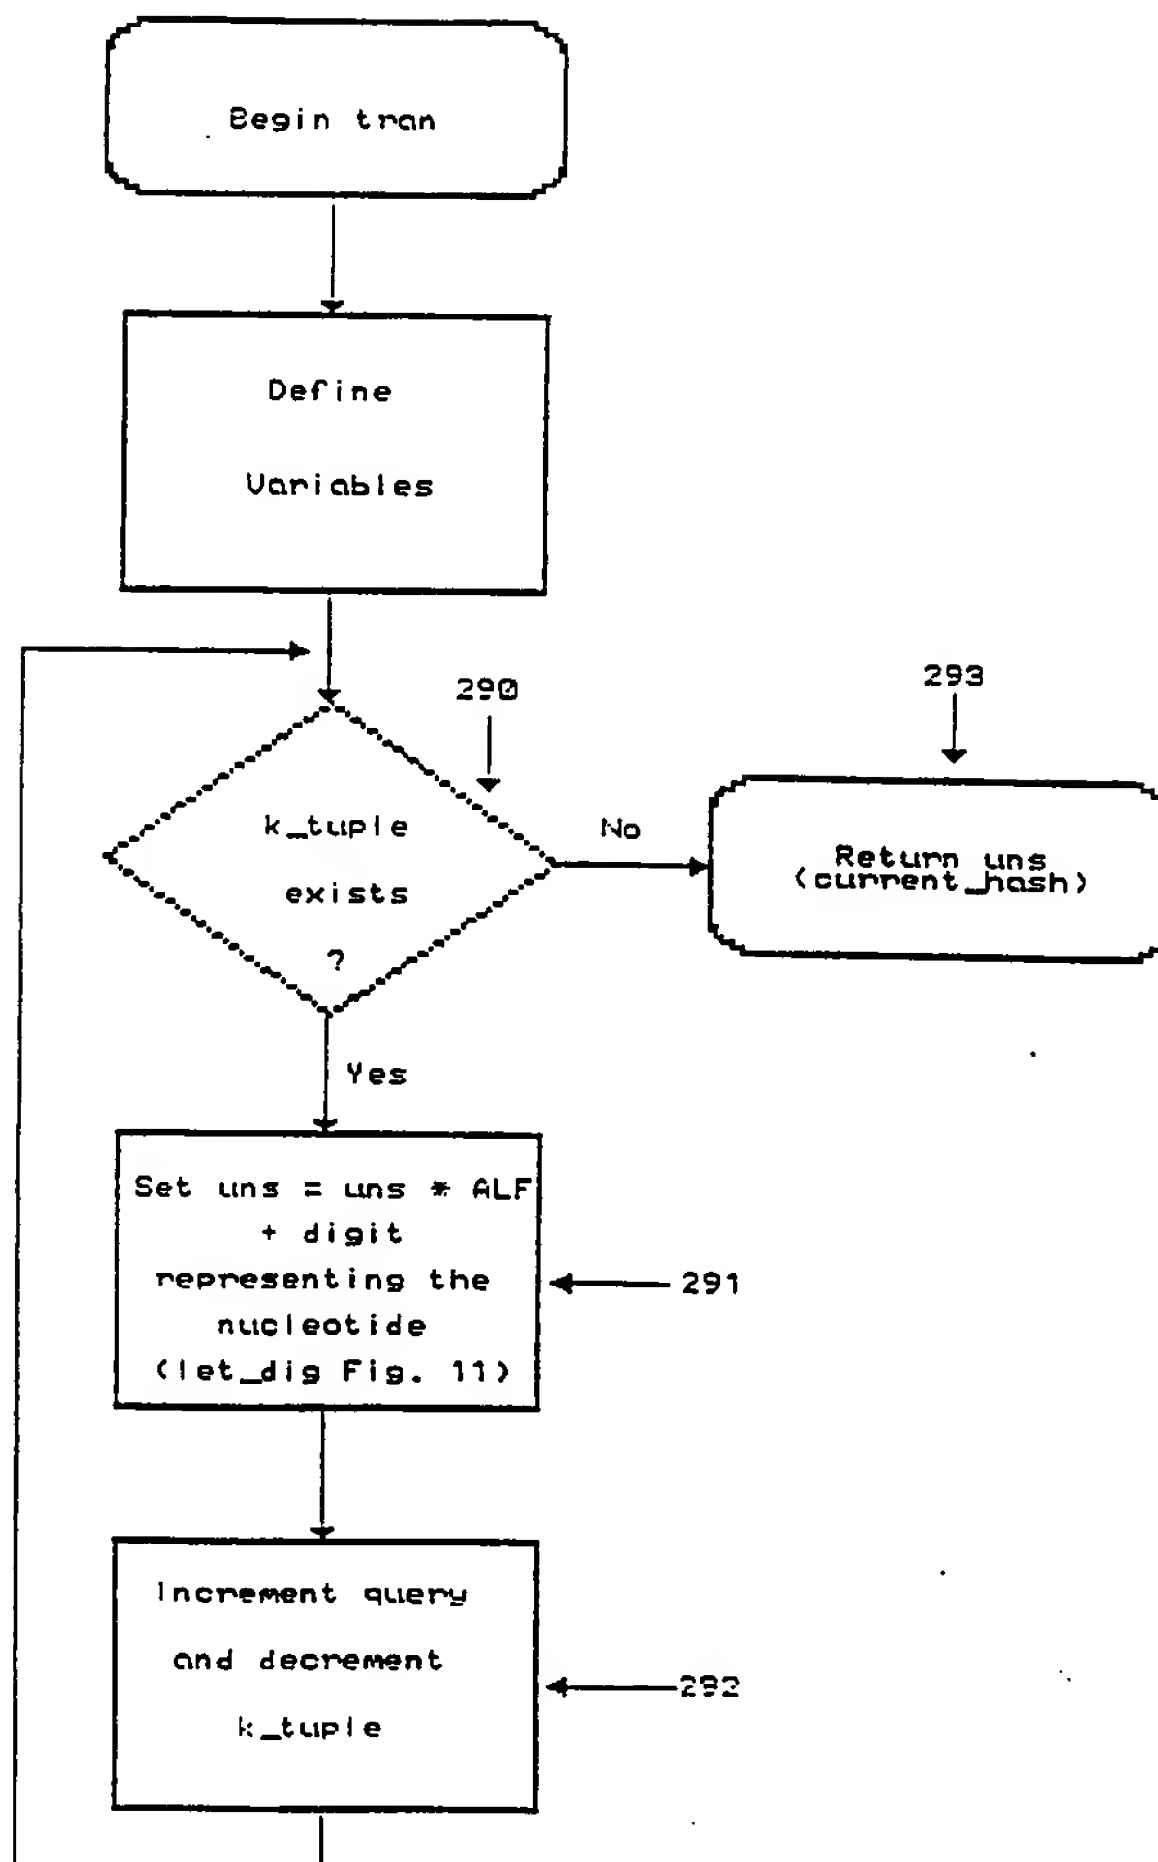 Begin tran
Define
Variables
290
293
k_tuple
exists
?
No
Return uns
(current_hash)
Yes
Set uns = uns * ALF
+ digit
representing the
nucleotide
(let_dig Fig. 11)
291
Increment query
and decrement
k_tuple
292